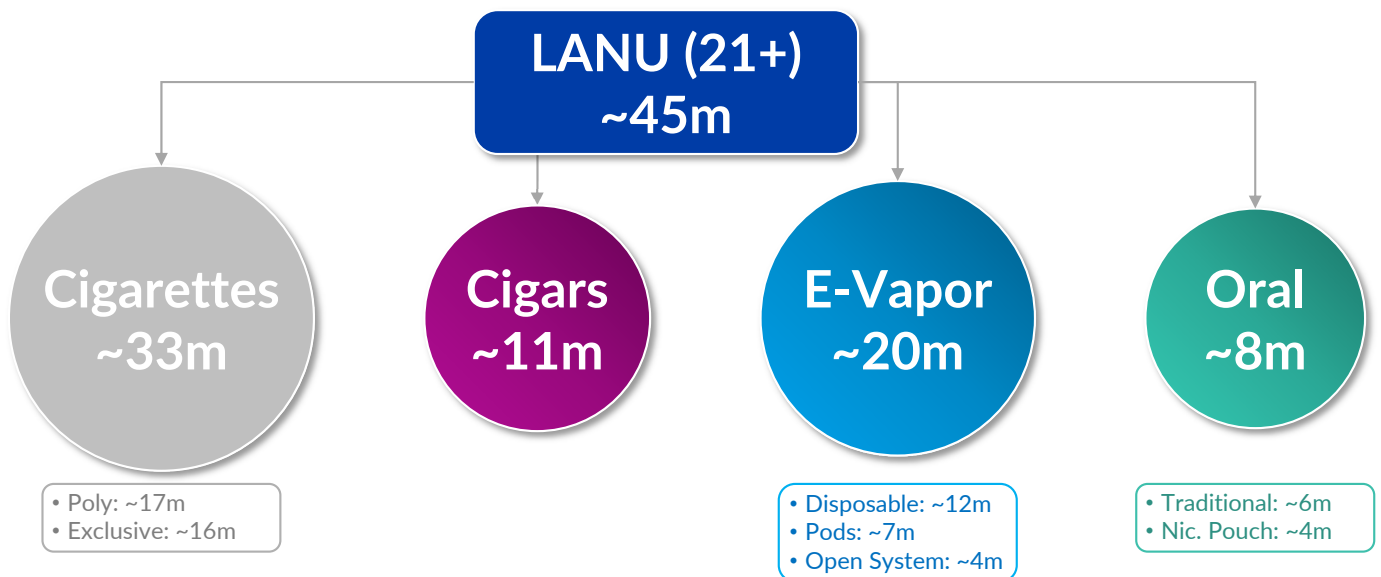 LANU (21+)
~45m
Cigarettes
~33m
Cigars
~11m
E-Vapor
~20m
Oral
~8m
• Poly: ~17m
• Exclusive: ~16m
• Disposable: ~12m
• Pods: ~7m
• Open System: ~4m
• Traditional: ~6m
• Nic. Pouch: ~4m